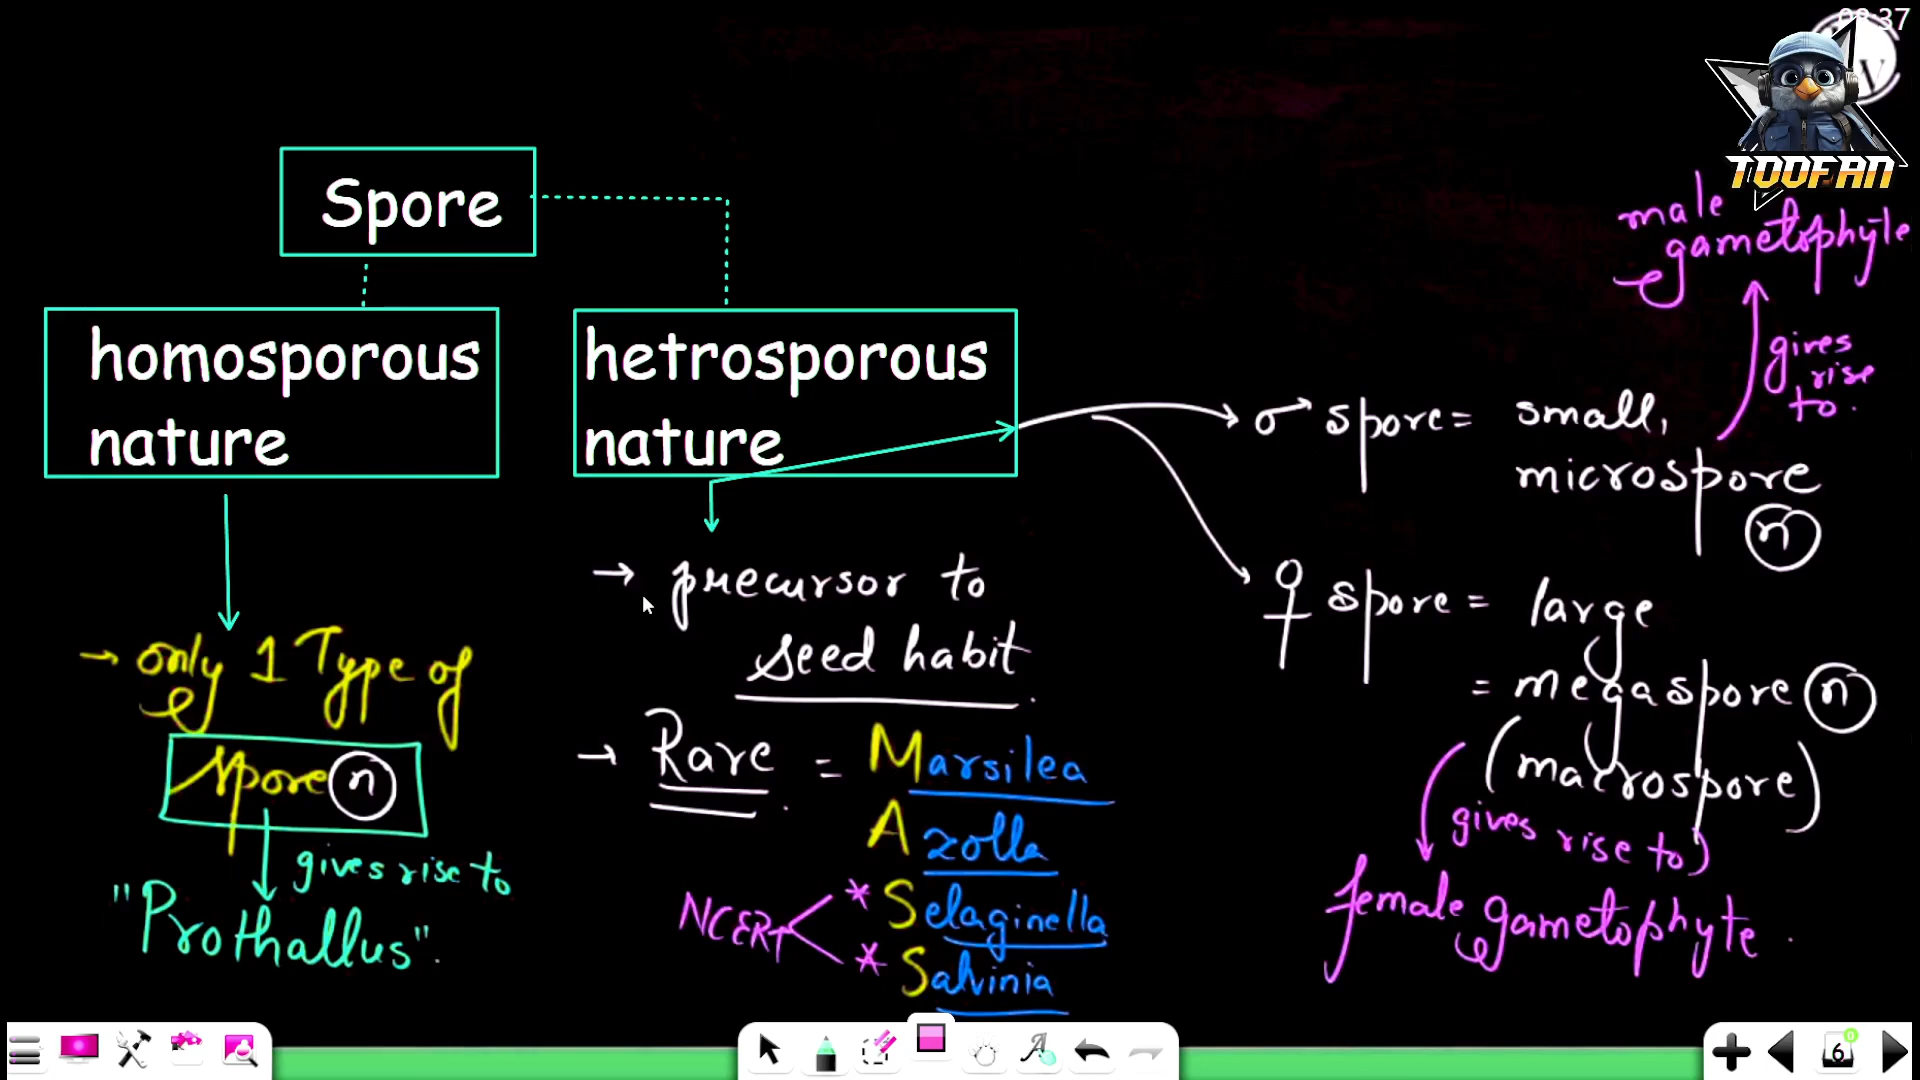 Spore
homosporous
nature
hetrosporous
nature
→ only 1 Type of
spore n
gives rise to
"Prothallus".
→ precursor to
seed habit.
→ Rare. = Marsilea
Azolla
NCERT
* Selaginella
* Salvinia
♂ spore = small,
microspore
n
gives
rise
to.
male
gametophyte
♀ spore = large
= megaspore n
(macrospore)
gives rise to)
female gametophyte.
TOOFAN
6
0